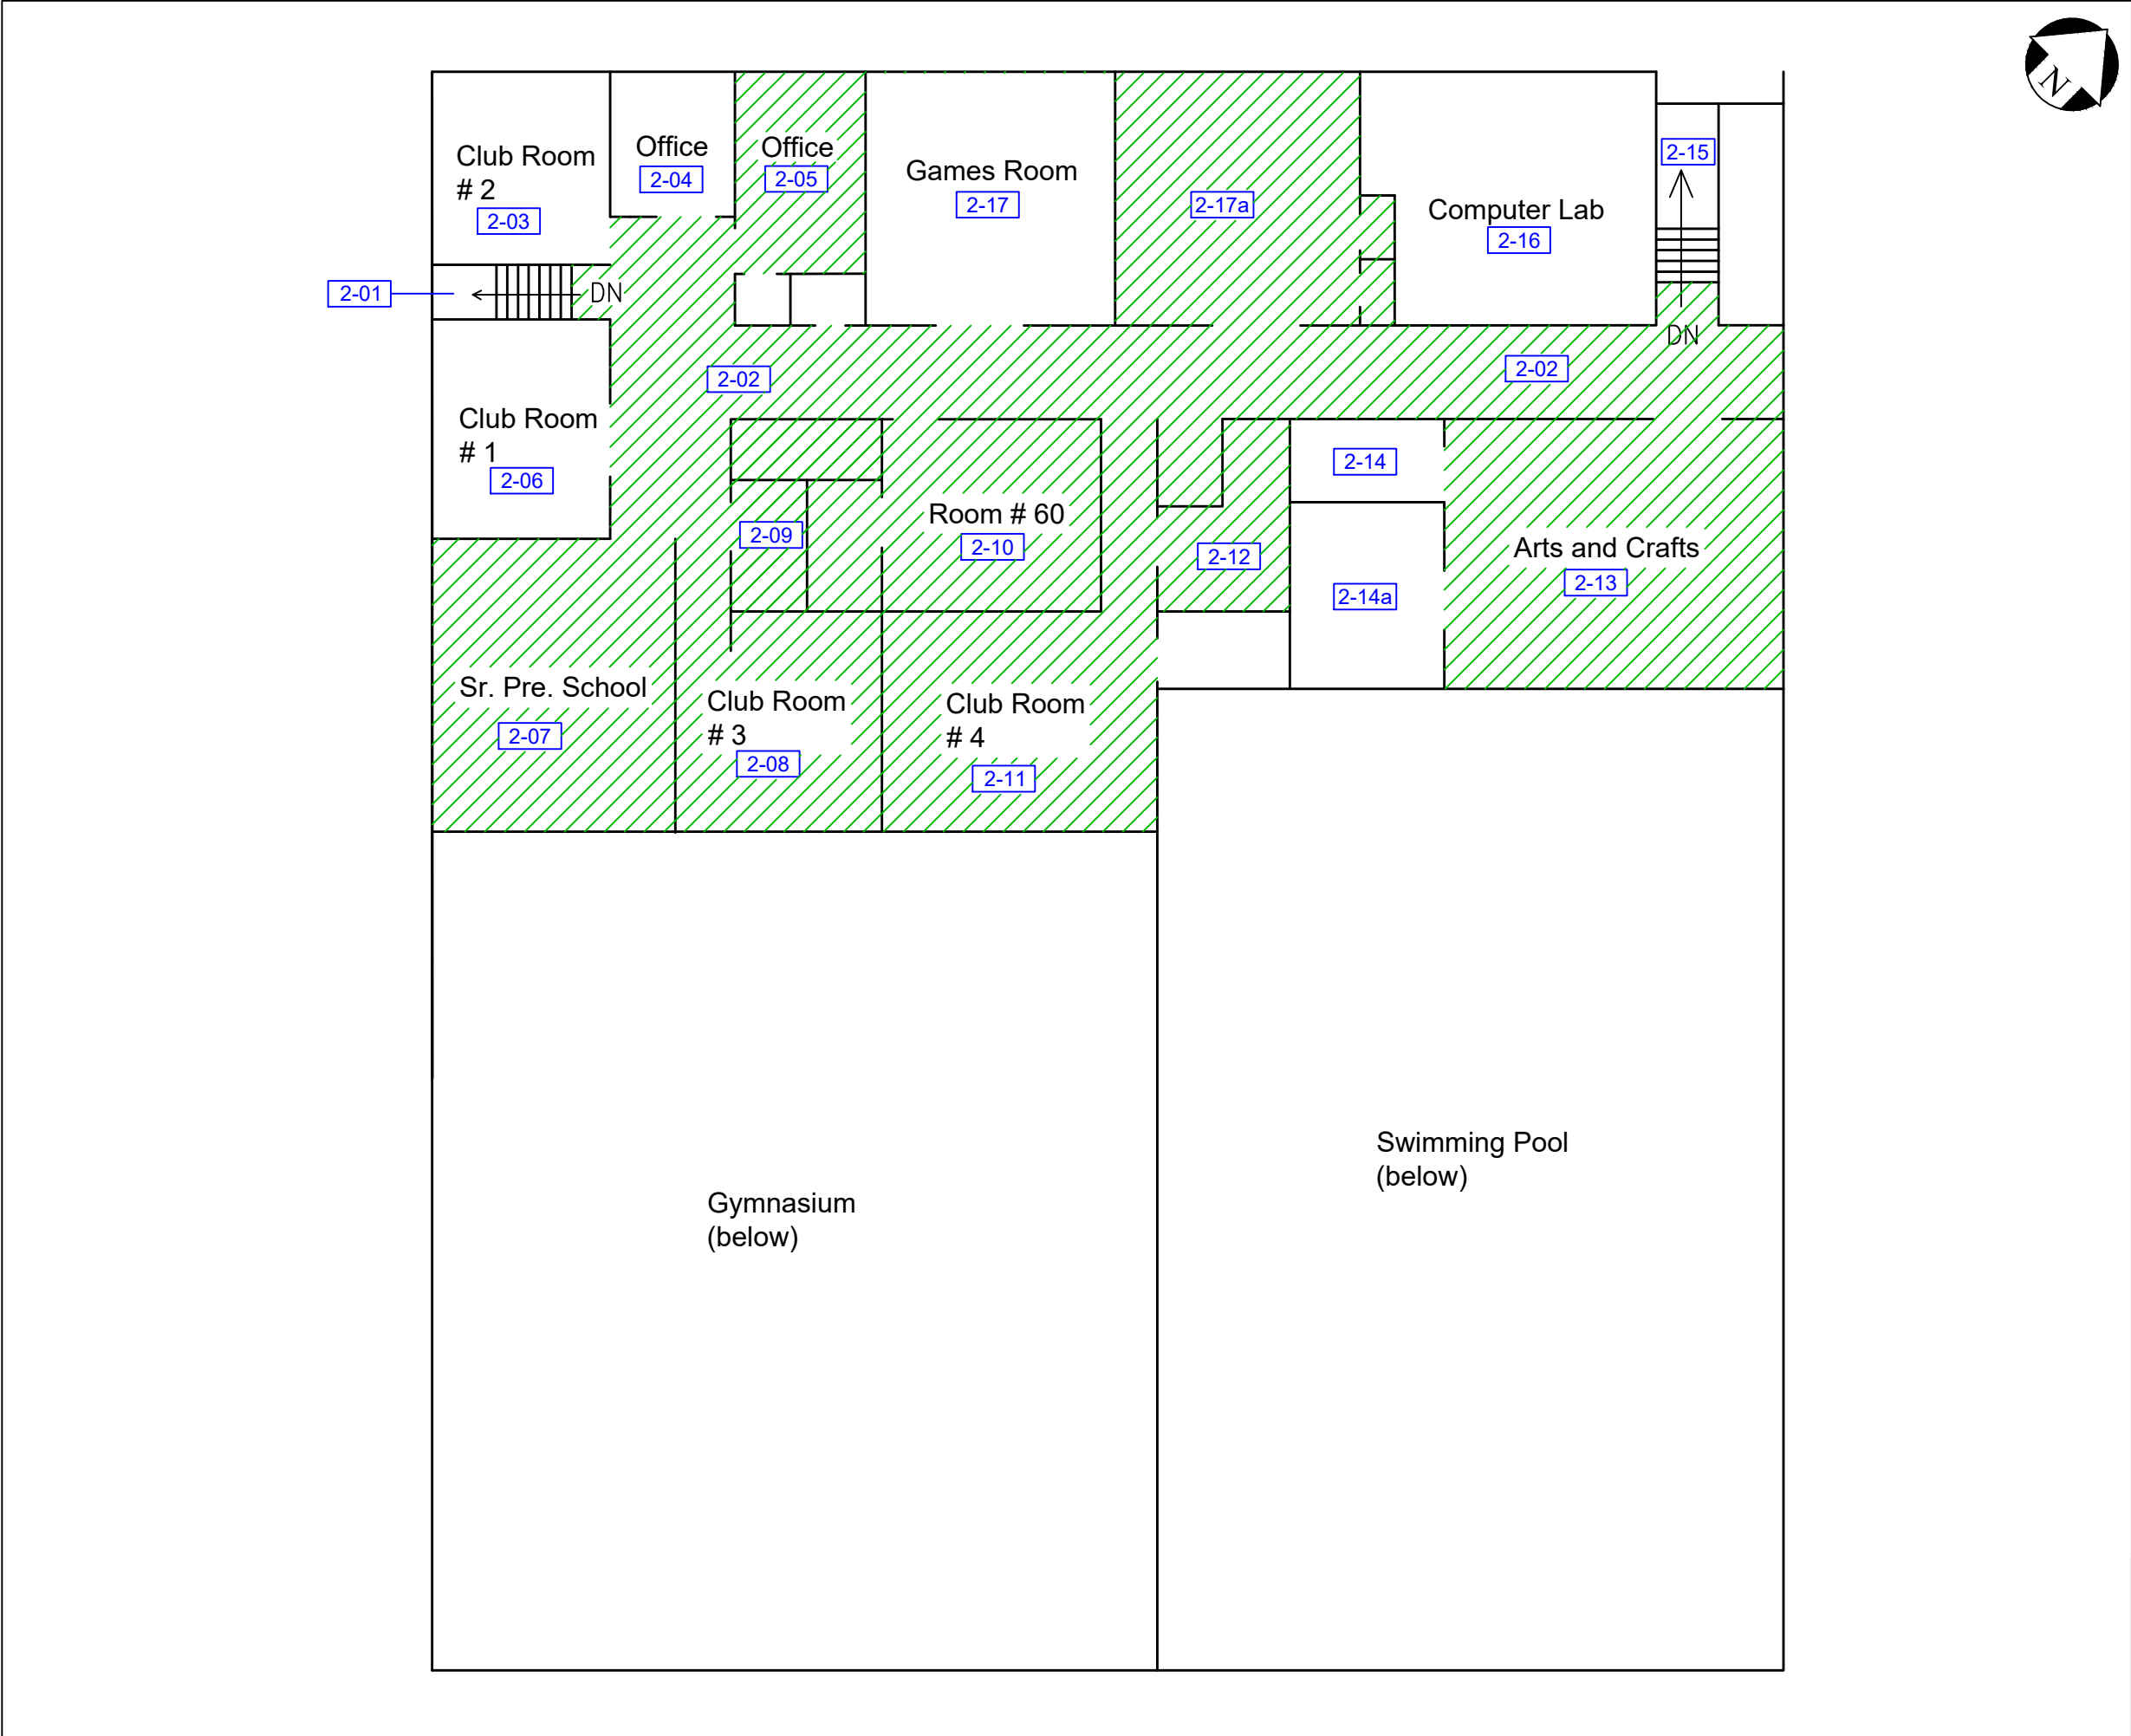 N
Club Room
# 2
2-03
Office
2-04
Office
2-05
Games Room
2-17
2-17a
Computer Lab
2-16
2-15
2-01
DN
DN
2-02
2-02
Club Room
# 1
2-06
2-09
Room # 60
2-10
2-12
2-14
2-14a
Arts and Crafts
2-13
Sr. Pre. School
2-07
Club Room
# 3
2-08
Club Room
# 4
2-11
Gymnasium
(below)
Swimming Pool
(below)